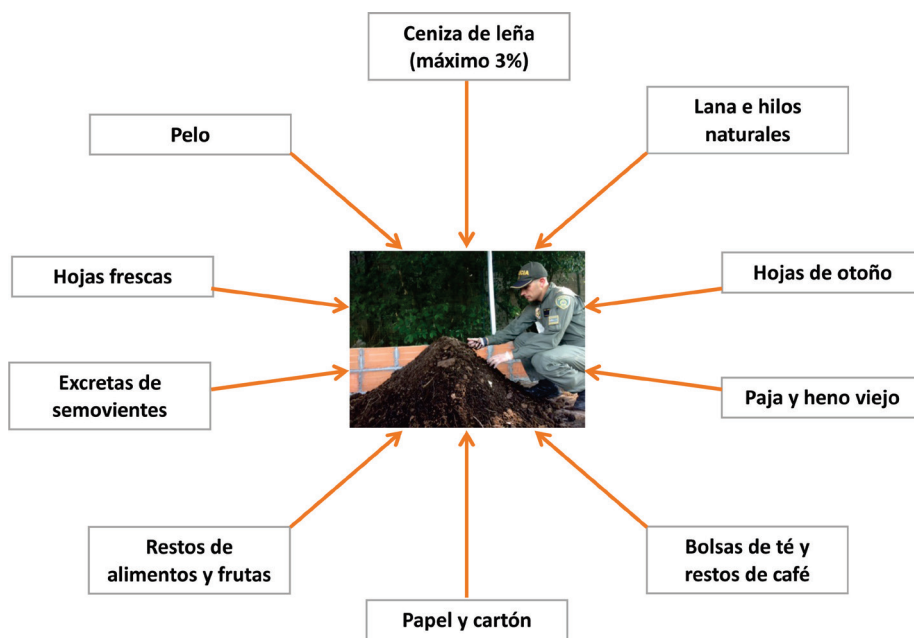 Ceniza de leña
(máximo 3%)
Lana e hilos
naturales
Pelo
Hojas frescas
Hojas de otoño
Excretas de
semovientes
Paja y heno viejo
Restos de
alimentos y frutas
Bolsas de té y
restos de café
Papel y cartón